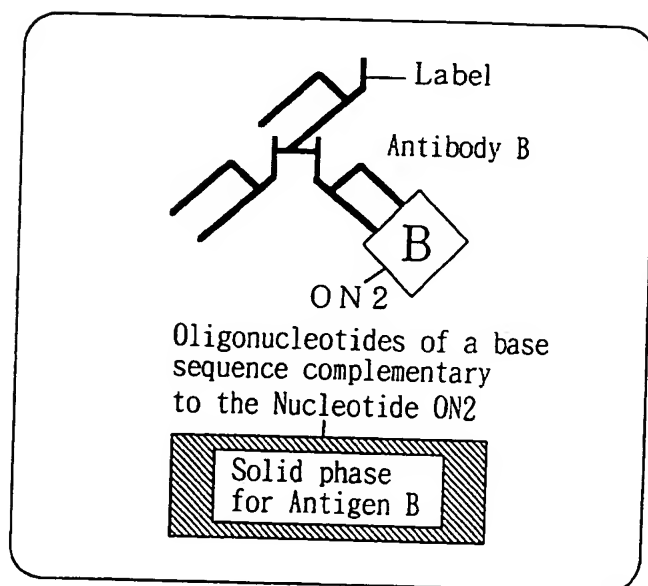 Label
Antibody B
B
ON2
Oligonucleotides of a base
sequence complementary
to the Nucleotide ON2
Solid phase
for Antigen B